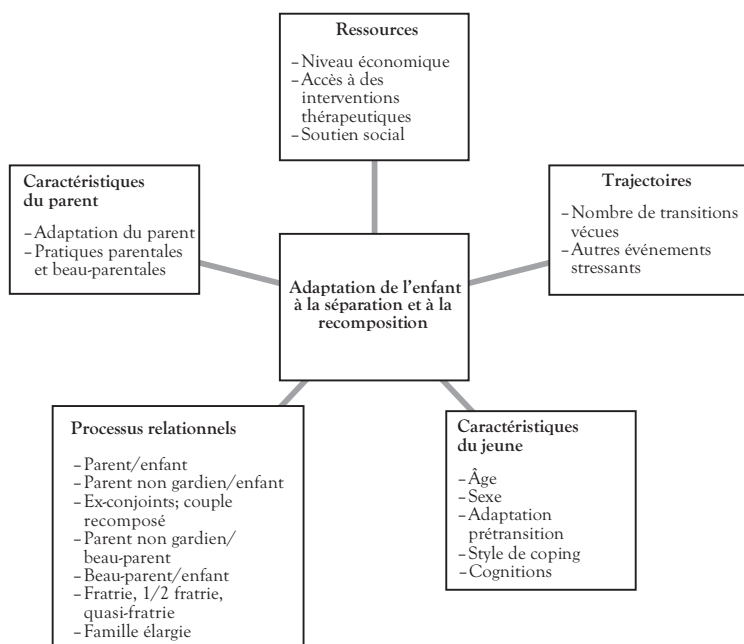 Ressources
– Niveau économique
– Accès à des
interventions
thérapeutiques
– Soutien social
Caractéristiques
du parent
– Adaptation du parent
– Pratiques parentales
et beau-parentales
Trajectoires
– Nombre de transitions
vécues
– Autres événements
stressants
Adaptation de l'enfant
à la séparation et à la
recomposition
Processus relationnels
– Parent/enfant
– Parent non gardien/enfant
– Ex-conjoints; couple
recomposé
– Parent non gardien/
beau-parent
– Beau-parent/enfant
– Fratrie, 1/2 fratrie,
quasi-fratrie
– Famille élargie
Caractéristiques
du jeune
– Âge
– Sexe
– Adaptation
prétransition
– Style de coping
– Cognitions